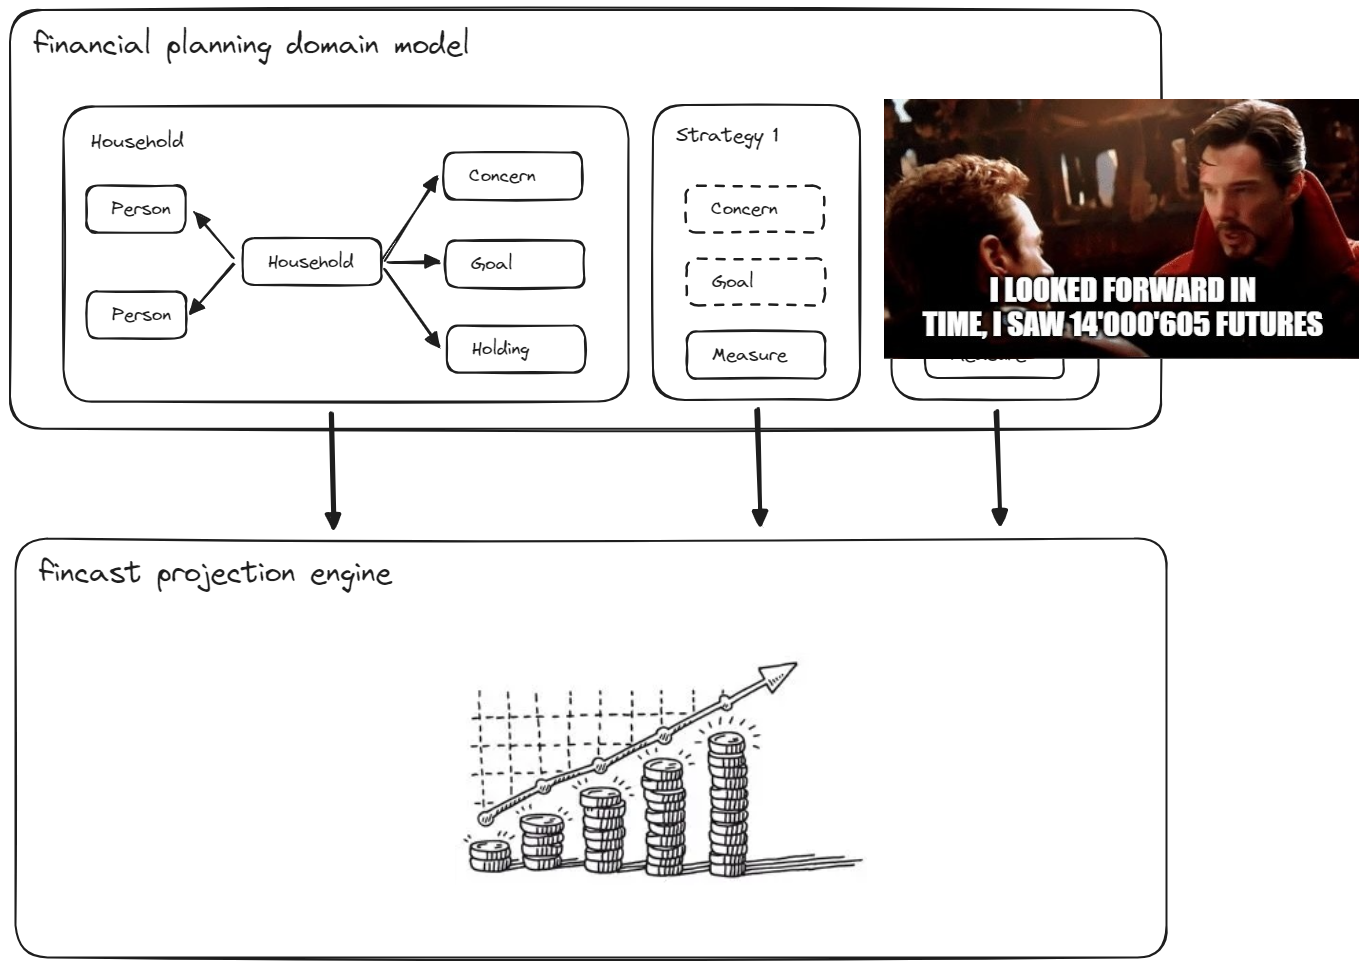 financial planning domain model
Household
Person
Person
Household
Concern
Goal
Holding
Strategy 1
Concern
Goal
Measure
I LOOKED FORWARD IN
TIME, I SAW 14'000'605 FUTURES
fincast projection engine